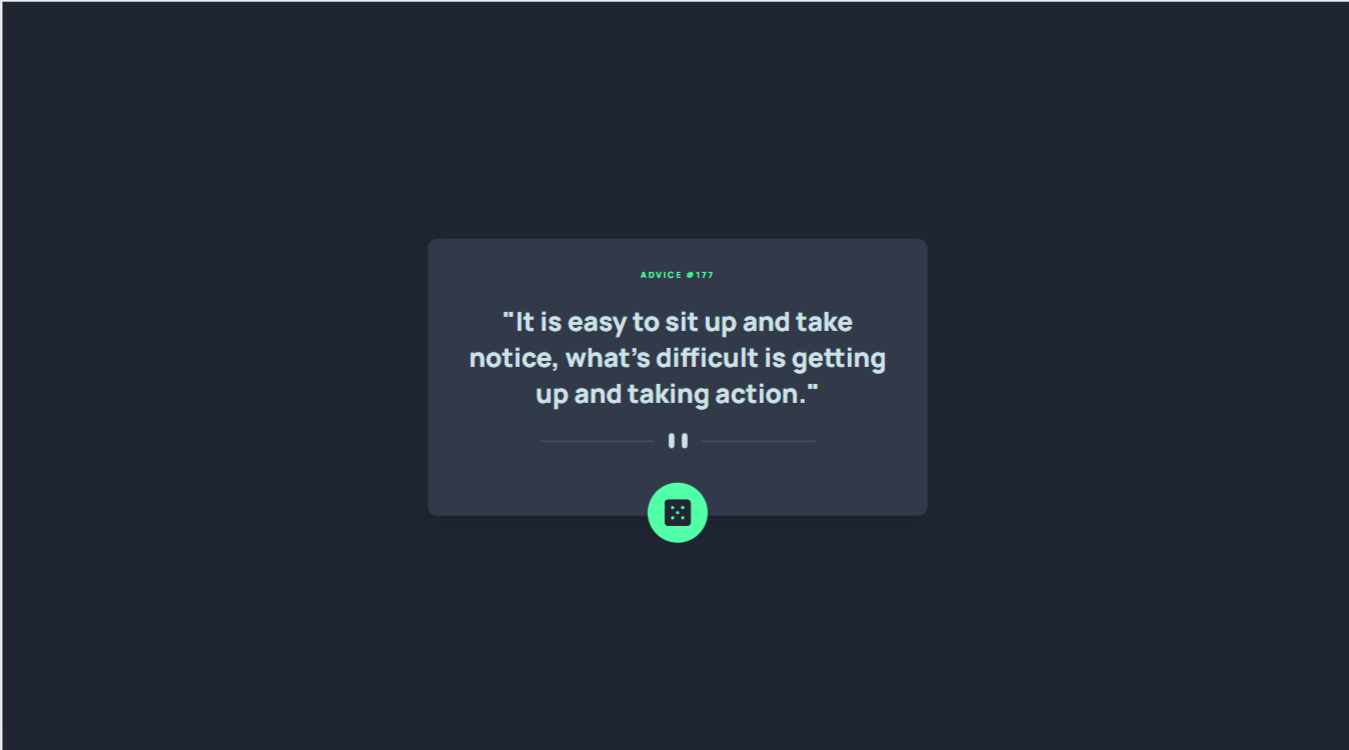 ADVICE #177
"It is easy to sit up and take
notice, what’s difficult is getting
up and taking action."